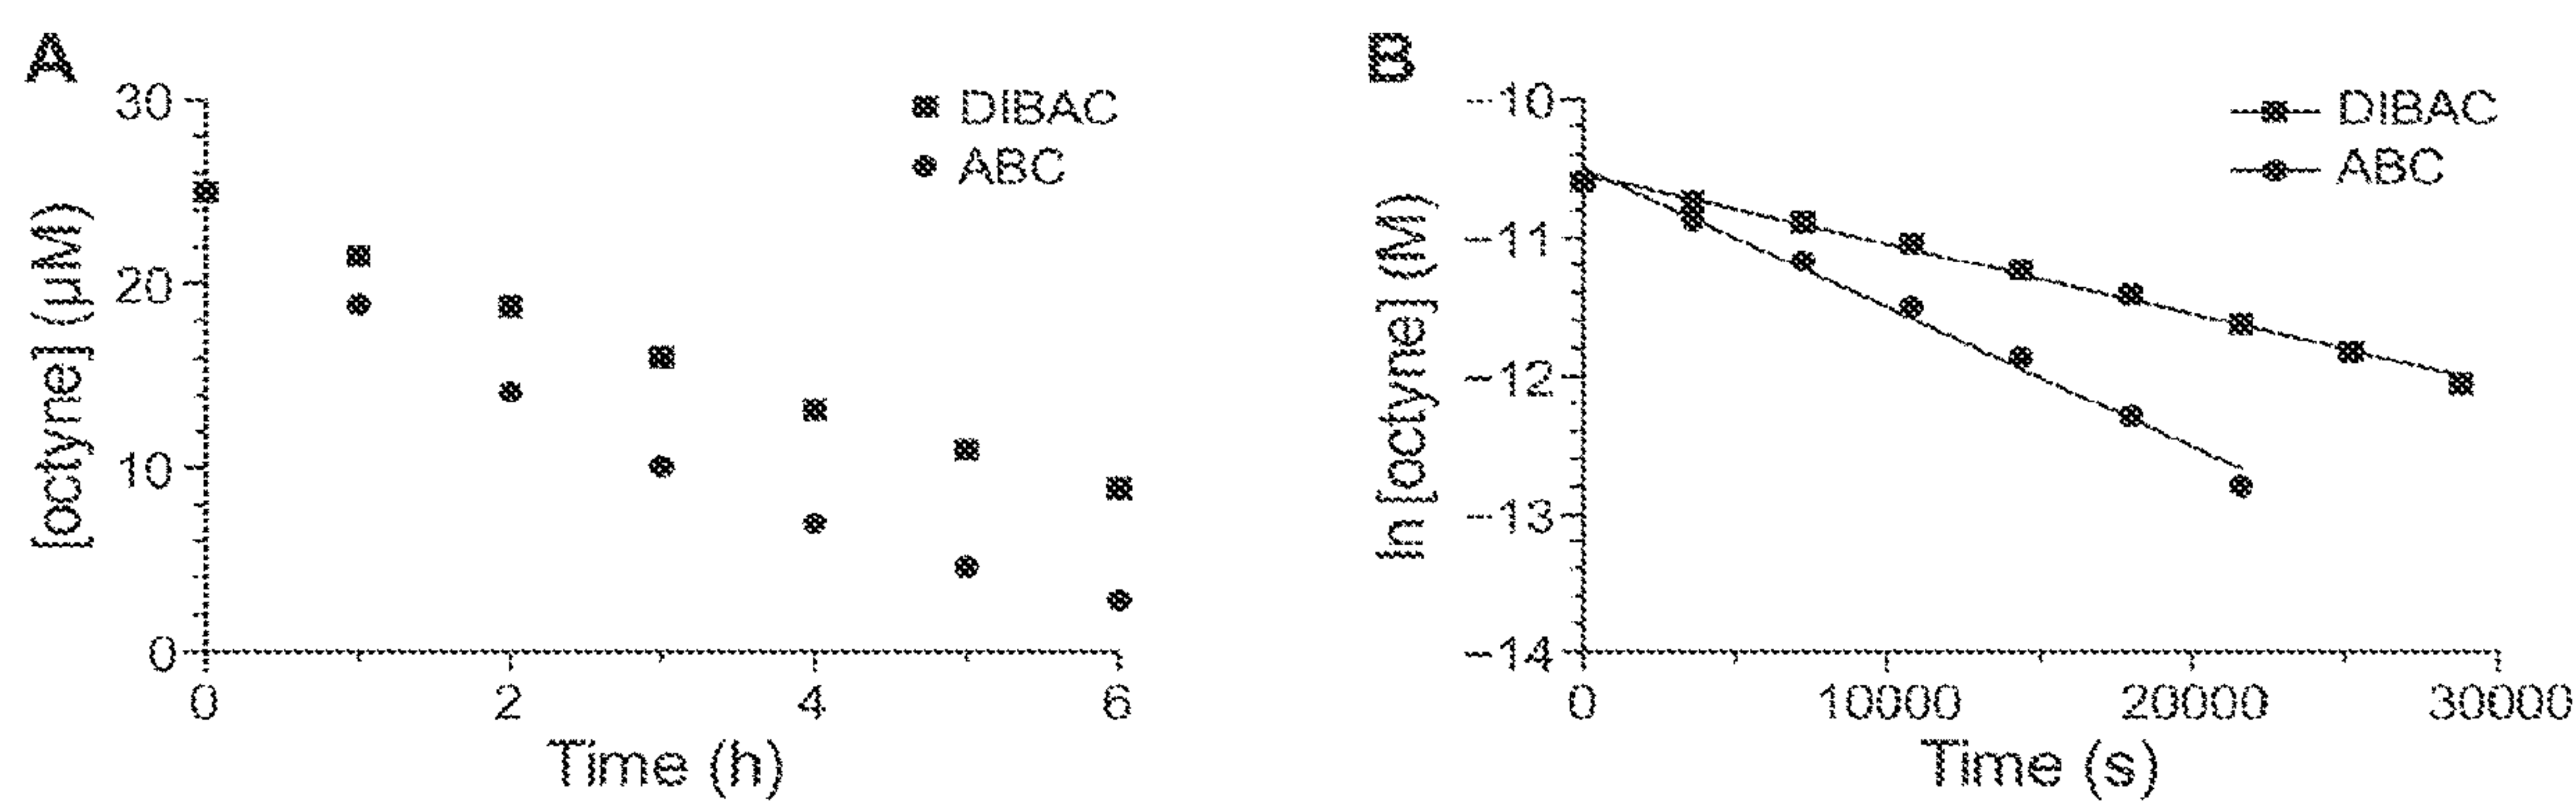 A
[octyne] (µM)
30
20
10
0
0 2 4 6
Time (h)
DIBAC
ABC
B
ln [octyne] (M)
−10
−11
−12
−13
−14
0 10000 20000 30000
Time (s)
DIBAC
ABC